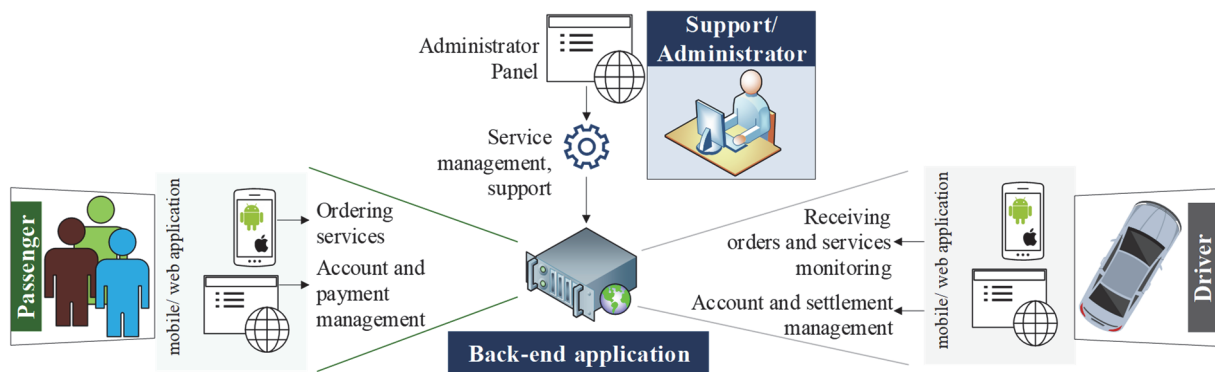 Support/
Administrator
Administrator
Panel
Service
management,
support
Passenger
mobile/ web application
Ordering
services
Account and
payment
management
Back-end application
Receiving
orders and services
monitoring
Account and settlement
management
mobile/ web application
Driver